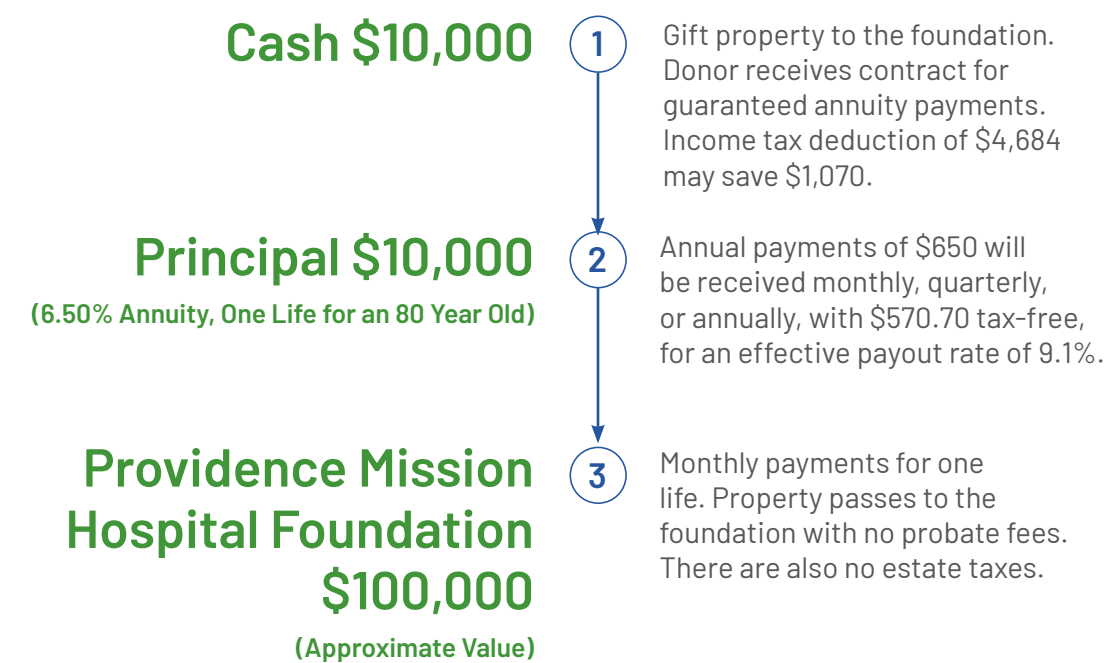 Cash $10,000
1
Gift property to the foundation.
Donor receives contract for
guaranteed annuity payments.
Income tax deduction of $4,684
may save $1,070.
Principal $10,000
(6.50% Annuity, One Life for an 80 Year Old)
2
Annual payments of $650 will
be received monthly, quarterly,
or annually, with $570.70 tax-free,
for an effective payout rate of 9.1%.
Providence Mission
Hospital Foundation
$100,000
(Approximate Value)
3
Monthly payments for one
life. Property passes to the
foundation with no probate fees.
There are also no estate taxes.